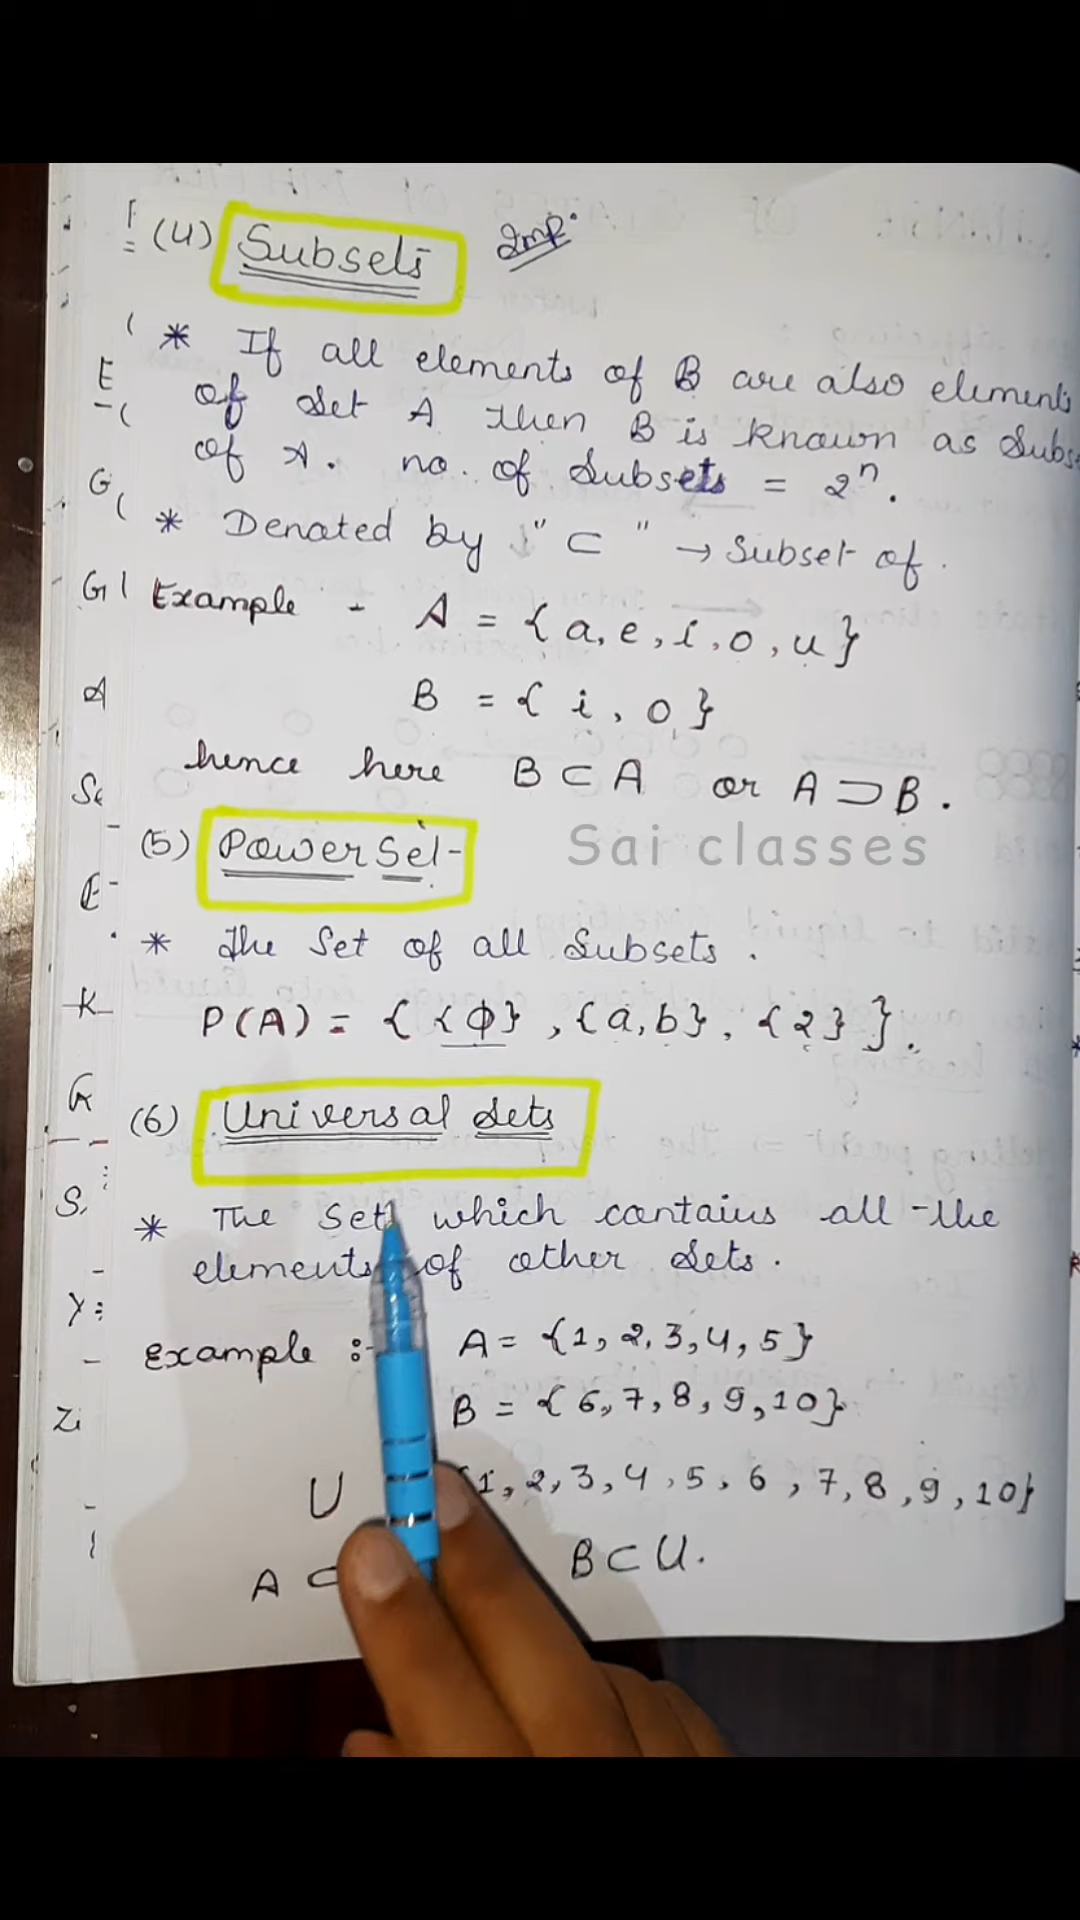 (4) Subsets Imp.
* If all elements of B are also elements
of set A then B is known as Subs
of A. no. of Subsets = 2ⁿ.
* Denoted by "⊂" → Subset of.
Example - A = {a, e, i, o, u}
B = {i, o}
hence here B ⊂ A or A ⊃ B.
(5) Power Set-
Sai classes
* The Set of all Subsets.
P(A) = { {ϕ}, {a,b}, {2} }.
(6) Universal Sets
* The Set which contains all the
elements of other sets.
example :- A = {1, 2, 3, 4, 5}
B = {6, 7, 8, 9, 10}
U {1, 2, 3, 4, 5, 6, 7, 8, 9, 10}
A ⊂ B ⊂ U.